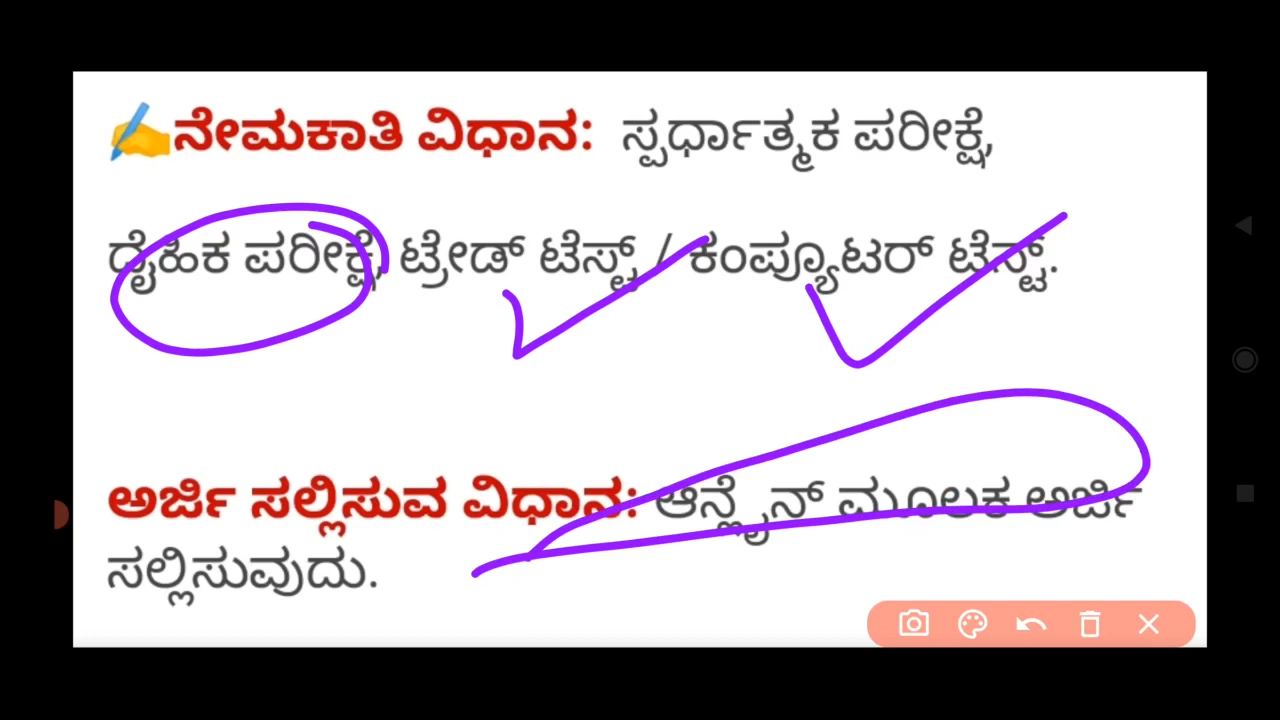 ✍️ನೇಮಕಾತಿ ವಿಧಾನ: ಸ್ಪರ್ಧಾತ್ಮಕ ಪರೀಕ್ಷೆ,
ದೈಹಿಕ ಪರೀಕ್ಷೆ, ಟ್ರೇಡ್ ಟೆಸ್ಟ್ / ಕಂಪ್ಯೂಟರ್ ಟೆಸ್ಟ್.
ಅರ್ಜಿ ಸಲ್ಲಿಸುವ ವಿಧಾನ: ಆನ್ಲೈನ್ ಮೂಲಕ ಅರ್ಜಿ
ಸಲ್ಲಿಸುವುದು.